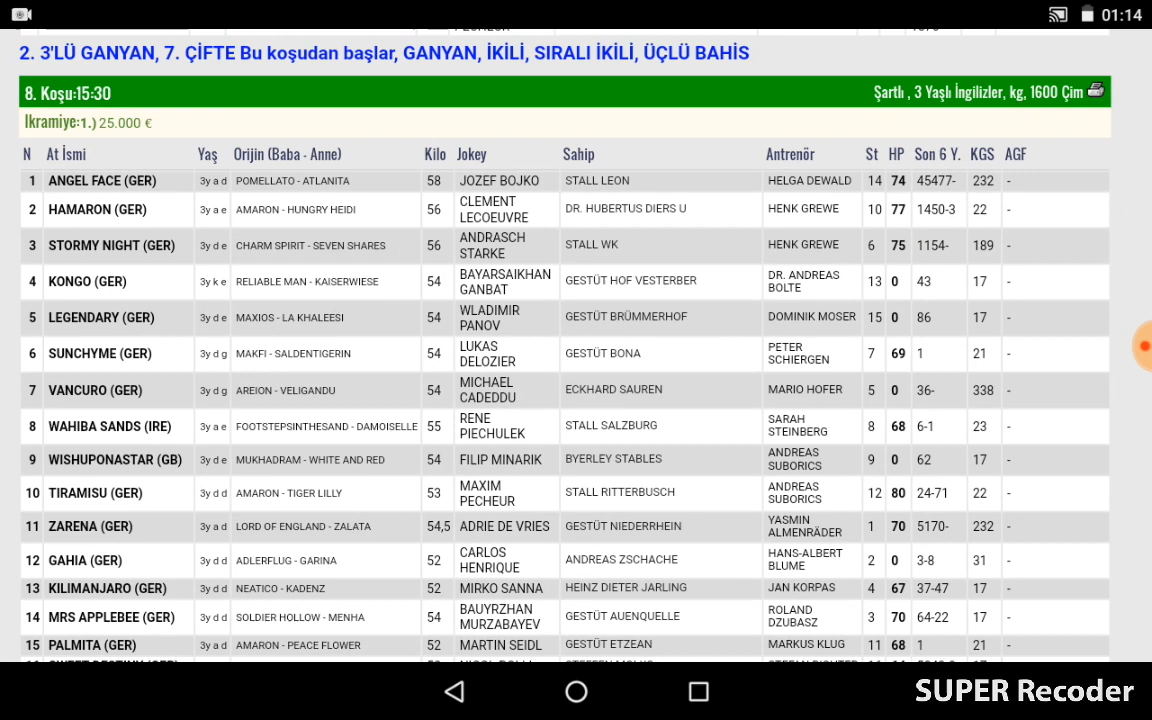 01:14
2. 3'LÜ GANYAN, 7. ÇİFTE Bu koşudan başlar, GANYAN, İKİLİ, SIRALI İKİLİ, ÜÇLÜ BAHİS
8. Koşu:15:30 Şartlı , 3 Yaşlı İngilizler, kg, 1600 Çim
Ikramiye:1.) 25.000 €
N At İsmi Yaş Orijin (Baba - Anne) Kilo Jokey Sahip Antrenör St HP Son 6 Y. KGS AGF
1 ANGEL FACE (GER) 3y a d POMELLATO - ATLANITA 58 JOZEF BOJKO STALL LEON HELGA DEWALD 14 74 45477- 232 -
2 HAMARON (GER) 3y a e AMARON - HUNGRY HEIDI 56 CLEMENT LECOEUVRE DR. HUBERTUS DIERS U HENK GREWE 10 77 1450-3 22 -
3 STORMY NIGHT (GER) 3y d e CHARM SPIRIT - SEVEN SHARES 56 ANDRASCH STARKE STALL WK HENK GREWE 6 75 1154- 189 -
4 KONGO (GER) 3y k e RELIABLE MAN - KAISERWIESE 54 BAYARSAIKHAN GANBAT GESTÜT HOF VESTERBER DR. ANDREAS BOLTE 13 0 43 17 -
5 LEGENDARY (GER) 3y d e MAXIOS - LA KHALEESI 54 WLADIMIR PANOV GESTÜT BRÜMMERHOF DOMINIK MOSER 15 0 86 17 -
6 SUNCHYME (GER) 3y d g MAKFI - SALDENTIGERIN 54 LUKAS DELOZIER GESTÜT BONA PETER SCHIERGEN 7 69 1 21 -
7 VANCURO (GER) 3y d g AREION - VELIGANDU 54 MICHAEL CADEDDU ECKHARD SAUREN MARIO HOFER 5 0 36- 338 -
8 WAHIBA SANDS (IRE) 3y a e FOOTSTEPSINTHESAND - DAMOISELLE 55 RENE PIECHULEK STALL SALZBURG SARAH STEINBERG 8 68 6-1 23 -
9 WISHUPONASTAR (GB) 3y d e MUKHADRAM - WHITE AND RED 54 FILIP MINARIK BYERLEY STABLES ANDREAS SUBORICS 9 0 62 17 -
10 TIRAMISU (GER) 3y d d AMARON - TIGER LILLY 53 MAXIM PECHEUR STALL RITTERBUSCH ANDREAS SUBORICS 12 80 24-71 22 -
11 ZARENA (GER) 3y a d LORD OF ENGLAND - ZALATA 54,5 ADRIE DE VRIES GESTÜT NIEDERRHEIN YASMIN ALMENRÄDER 1 70 5170- 232 -
12 GAHIA (GER) 3y d d ADLERFLUG - GARINA 52 CARLOS HENRIQUE ANDREAS ZSCHACHE HANS-ALBERT BLUME 2 0 3-8 31 -
13 KILIMANJARO (GER) 3y d d NEATICO - KADENZ 52 MIRKO SANNA HEINZ DIETER JARLING JAN KORPAS 4 67 37-47 17 -
14 MRS APPLEBEE (GER) 3y d d SOLDIER HOLLOW - MENHA 54 BAUYRZHAN MURZABAYEV GESTÜT AUENQUELLE ROLAND DZUBASZ 3 70 64-22 17 -
15 PALMITA (GER) 3y a d AMARON - PEACE FLOWER 52 MARTIN SEIDL GESTÜT ETZEAN MARKUS KLUG 11 68 1 21 -
SUPER Recoder